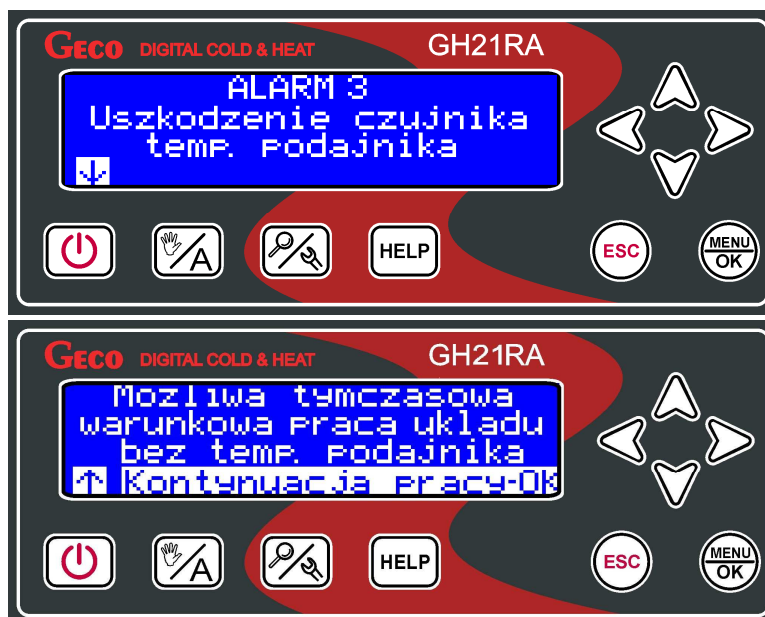 GECO DIGITAL COLD & HEAT GH21RA
ALARM 3
Uszkodzenie czujnika
temp. podajnika
↓
A HELP ESC MENU
OK
GECO DIGITAL COLD & HEAT GH21RA
Mozliwa tymczasowa
warunkowa praca ukladu
bez temp. podajnika
↑ Kontynuacja pracy-Ok
A HELP ESC MENU
OK